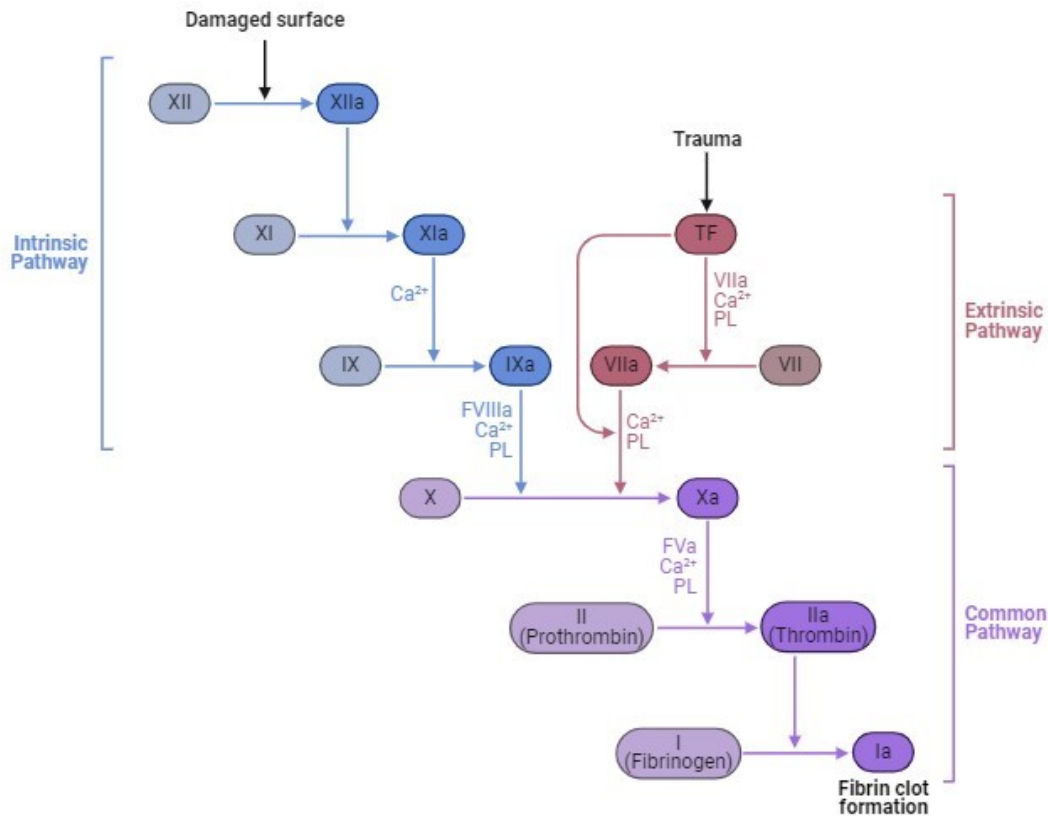 Damaged surface
XII
XIIa
Trauma
XI
XIa
TF
Intrinsic
Pathway
Ca²⁺
VIIa
Ca²⁺
PL
Extrinsic
Pathway
IX
IXa
VIIa
VII
FVIIIa
Ca²⁺
PL
Ca²⁺
PL
X
Xa
FVa
Ca²⁺
PL
II
(Prothrombin)
IIa
(Thrombin)
Common
Pathway
I
(Fibrinogen)
Ia
Fibrin clot
formation